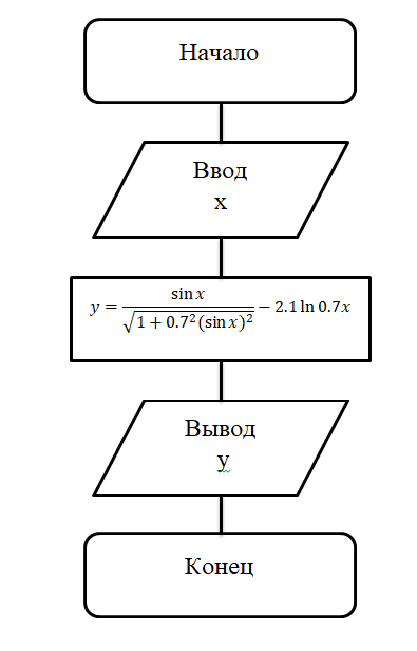 Начало
Ввод
x
y = sin x / √(1 + 0.7²(sin x)²) − 2.1 ln 0.7x
Вывод
y
Конец